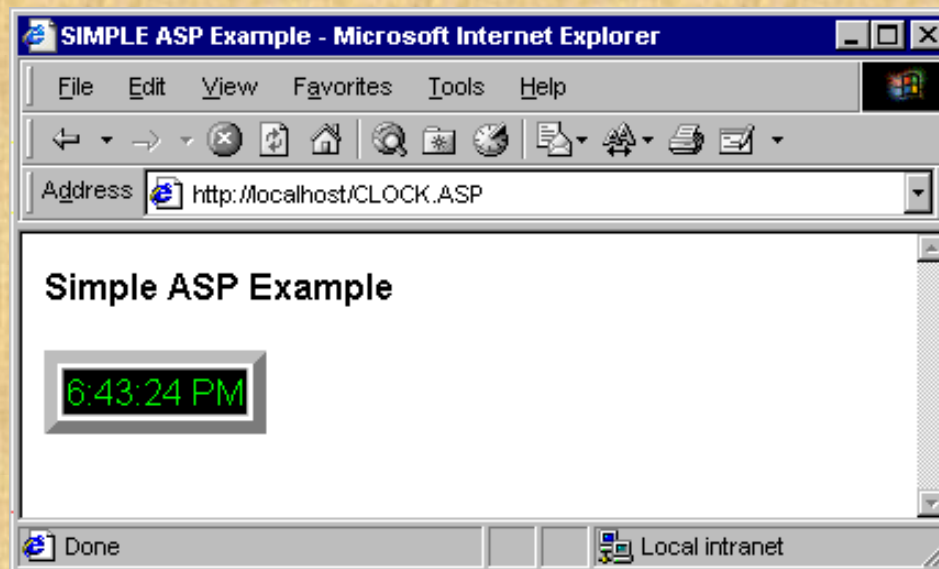 SIMPLE ASP Example - Microsoft Internet Explorer
File Edit View Favorites Tools Help
Address http://localhost/CLOCK.ASP
Simple ASP Example
6:43:24 PM
Done Local intranet